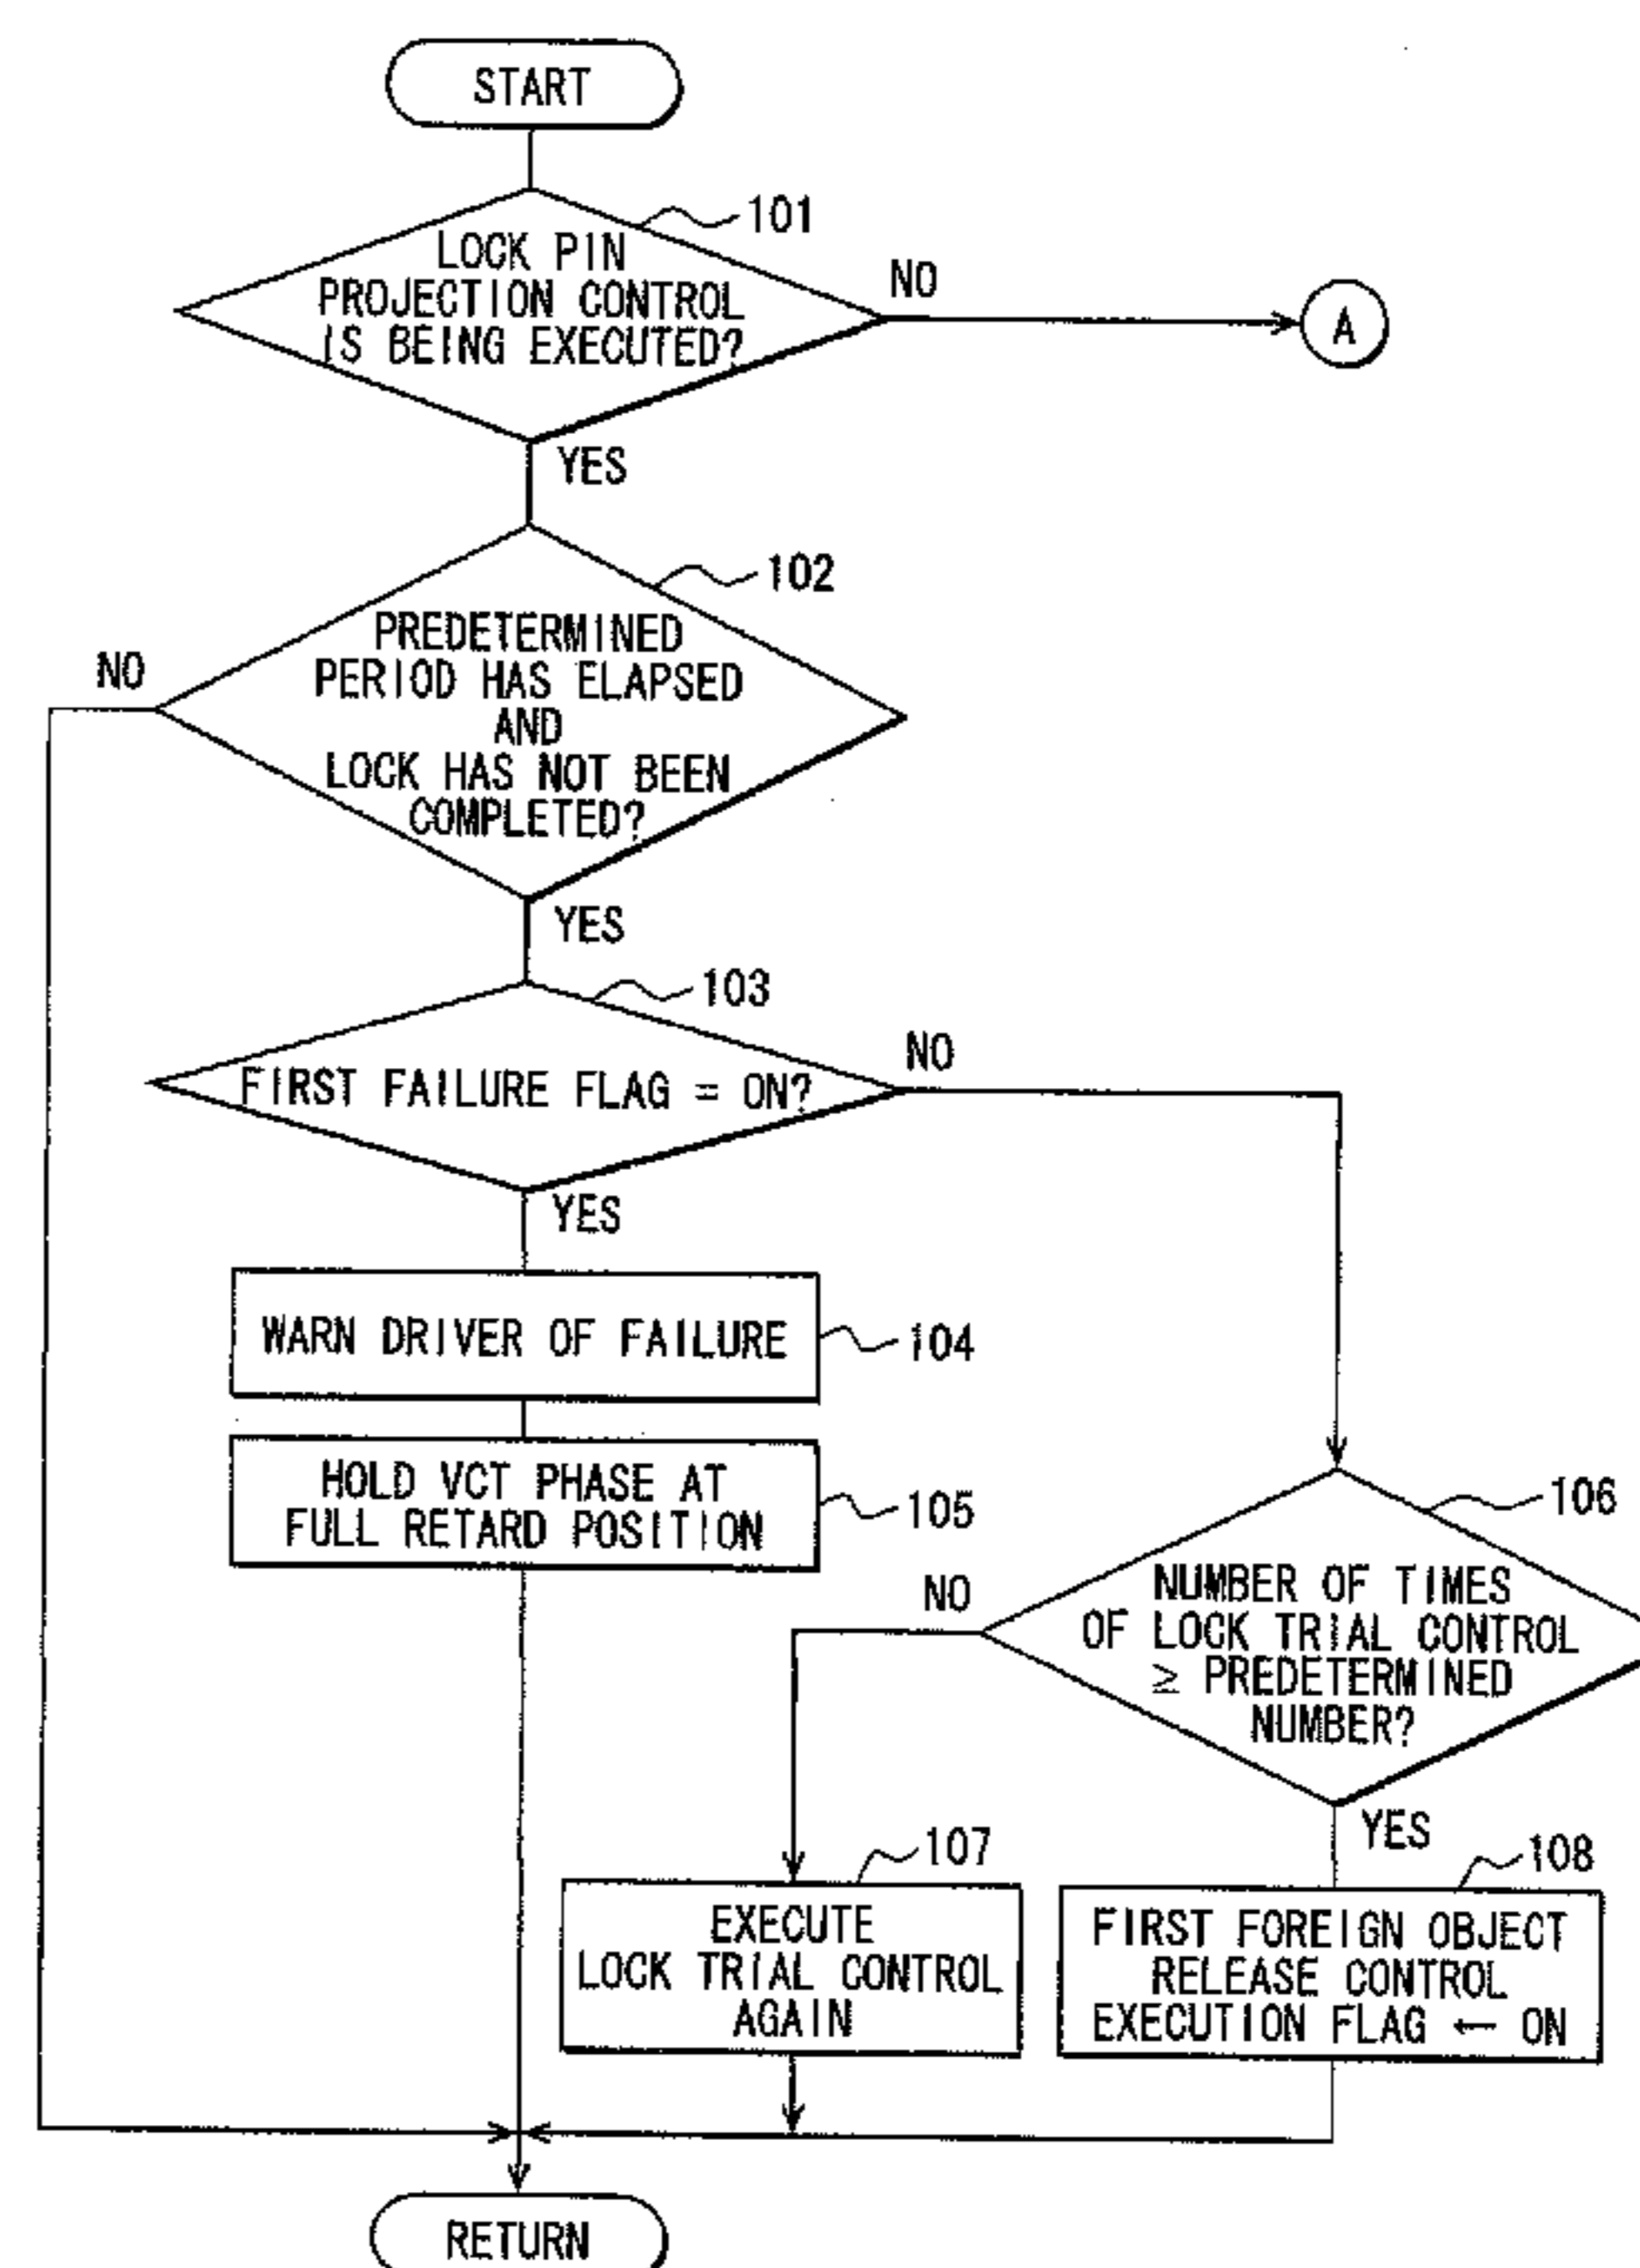 START
101
LOCK PIN
PROJECTION CONTROL
IS BEING EXECUTED?
NO
A
YES
102
PREDETERMINED
PERIOD HAS ELAPSED
AND
LOCK HAS NOT BEEN
COMPLETED?
NO
YES
103
FIRST FAILURE FLAG = ON?
NO
YES
WARN DRIVER OF FAILURE
104
HOLD VCT PHASE AT
FULL RETARD POSITION
105
106
NUMBER OF TIMES
OF LOCK TRIAL CONTROL
≥ PREDETERMINED
NUMBER?
NO
YES
107
EXECUTE
LOCK TRIAL CONTROL
AGAIN
108
FIRST FOREIGN OBJECT
RELEASE CONTROL
EXECUTION FLAG ← ON
RETURN